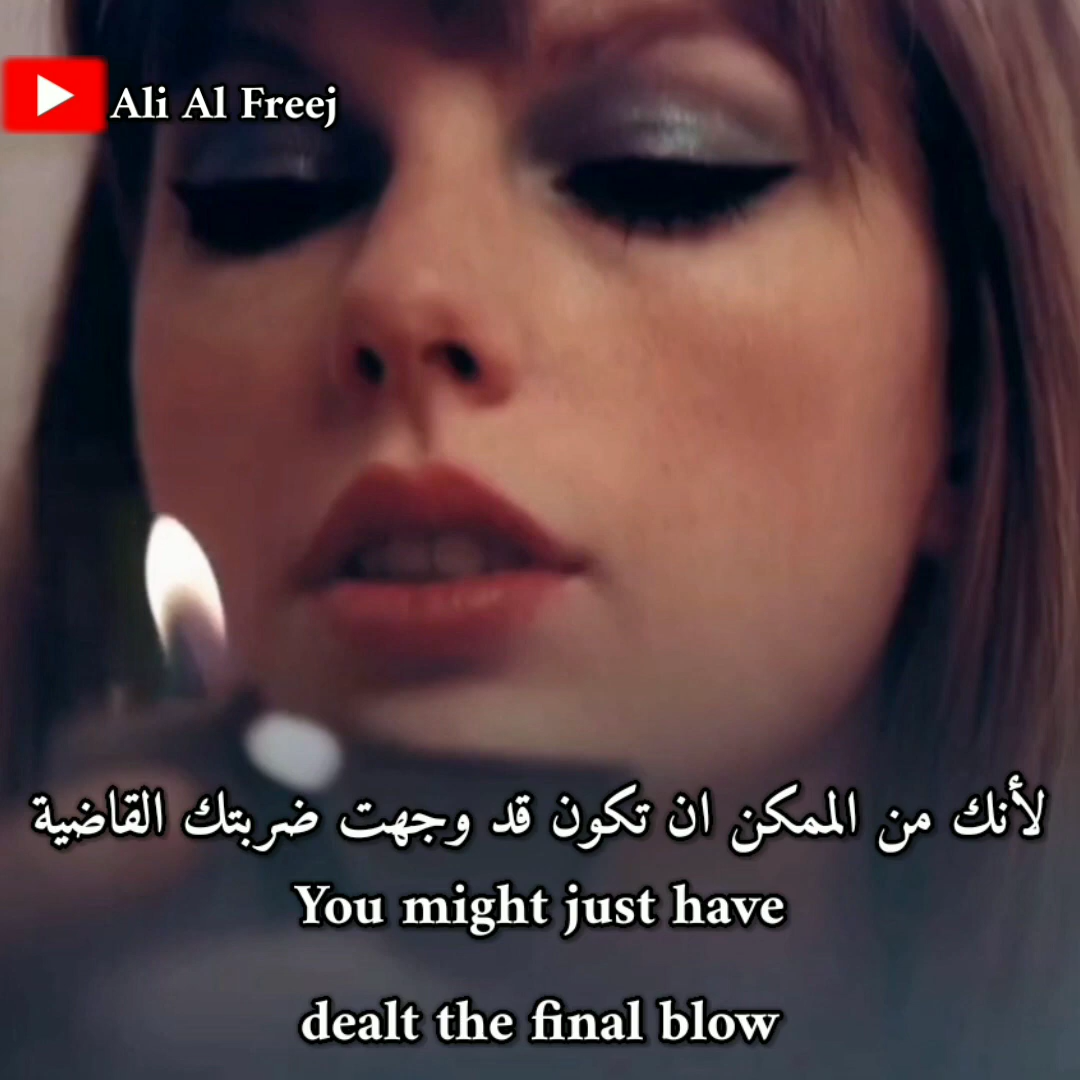 Ali Al Freej
لأنك من الممكن ان تكون قد وجهت ضربتك القاضية
You might just have
dealt the final blow